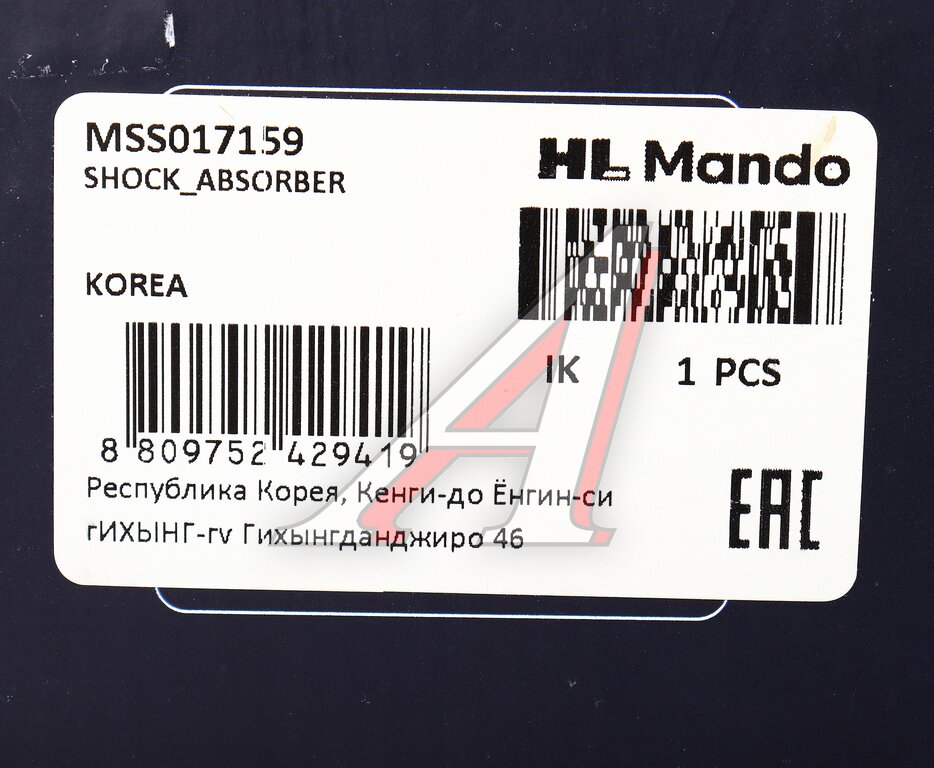 MSS017159
SHOCK_ABSORBER
HL Mando
KOREA
IK 1 PCS
8 809752 429419
Республика Корея, Кенги-до Ёнгин-си
гИХЫНГ-rv Гихынгданджиро 46
EAC